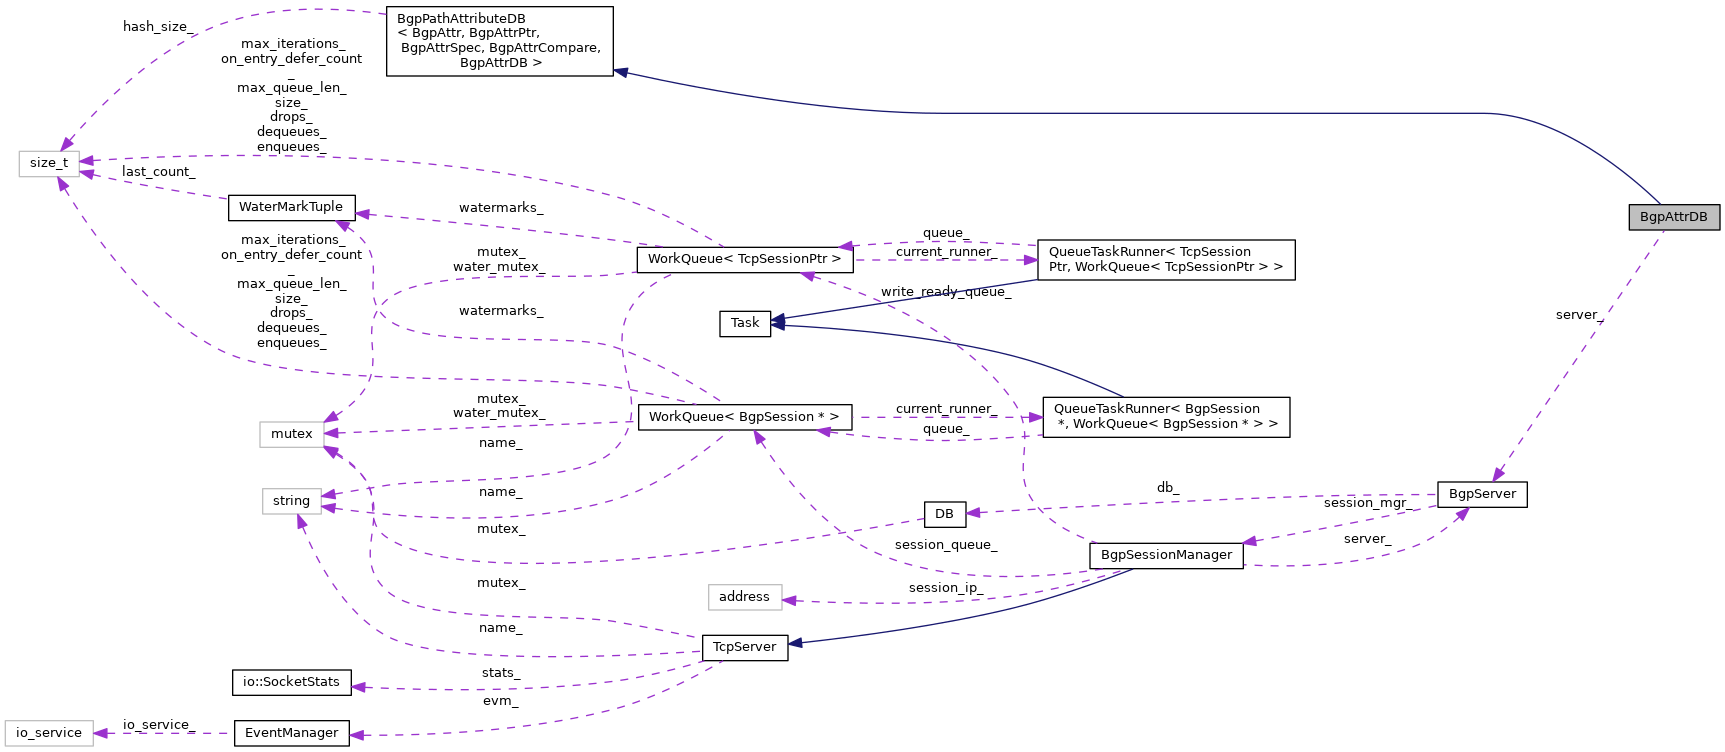 BgpPathAttributeDB
< BgpAttr, BgpAttrPtr,
BgpAttrSpec, BgpAttrCompare,
BgpAttrDB >
hash_size_
max_iterations_
on_entry_defer_count
_
max_queue_len_
size_
drops_
dequeues_
enqueues_
size_t
last_count_
WaterMarkTuple
watermarks_
BgpAttrDB
queue_
current_runner_
WorkQueue< TcpSessionPtr >
QueueTaskRunner< TcpSession
Ptr, WorkQueue< TcpSessionPtr > >
mutex_
water_mutex_
max_iterations_
on_entry_defer_count
_
max_queue_len_
size_
drops_
dequeues_
enqueues_
watermarks_
write_ready_queue_
Task
server_
mutex_
water_mutex_
WorkQueue< BgpSession * >
current_runner_
queue_
QueueTaskRunner< BgpSession
*, WorkQueue< BgpSession * > >
mutex
name_
string
name_
mutex_
DB
db_
BgpServer
session_mgr_
server_
session_queue_
BgpSessionManager
session_ip_
address
mutex_
name_
TcpServer
stats_
io::SocketStats
evm_
EventManager
io_service_
io_service